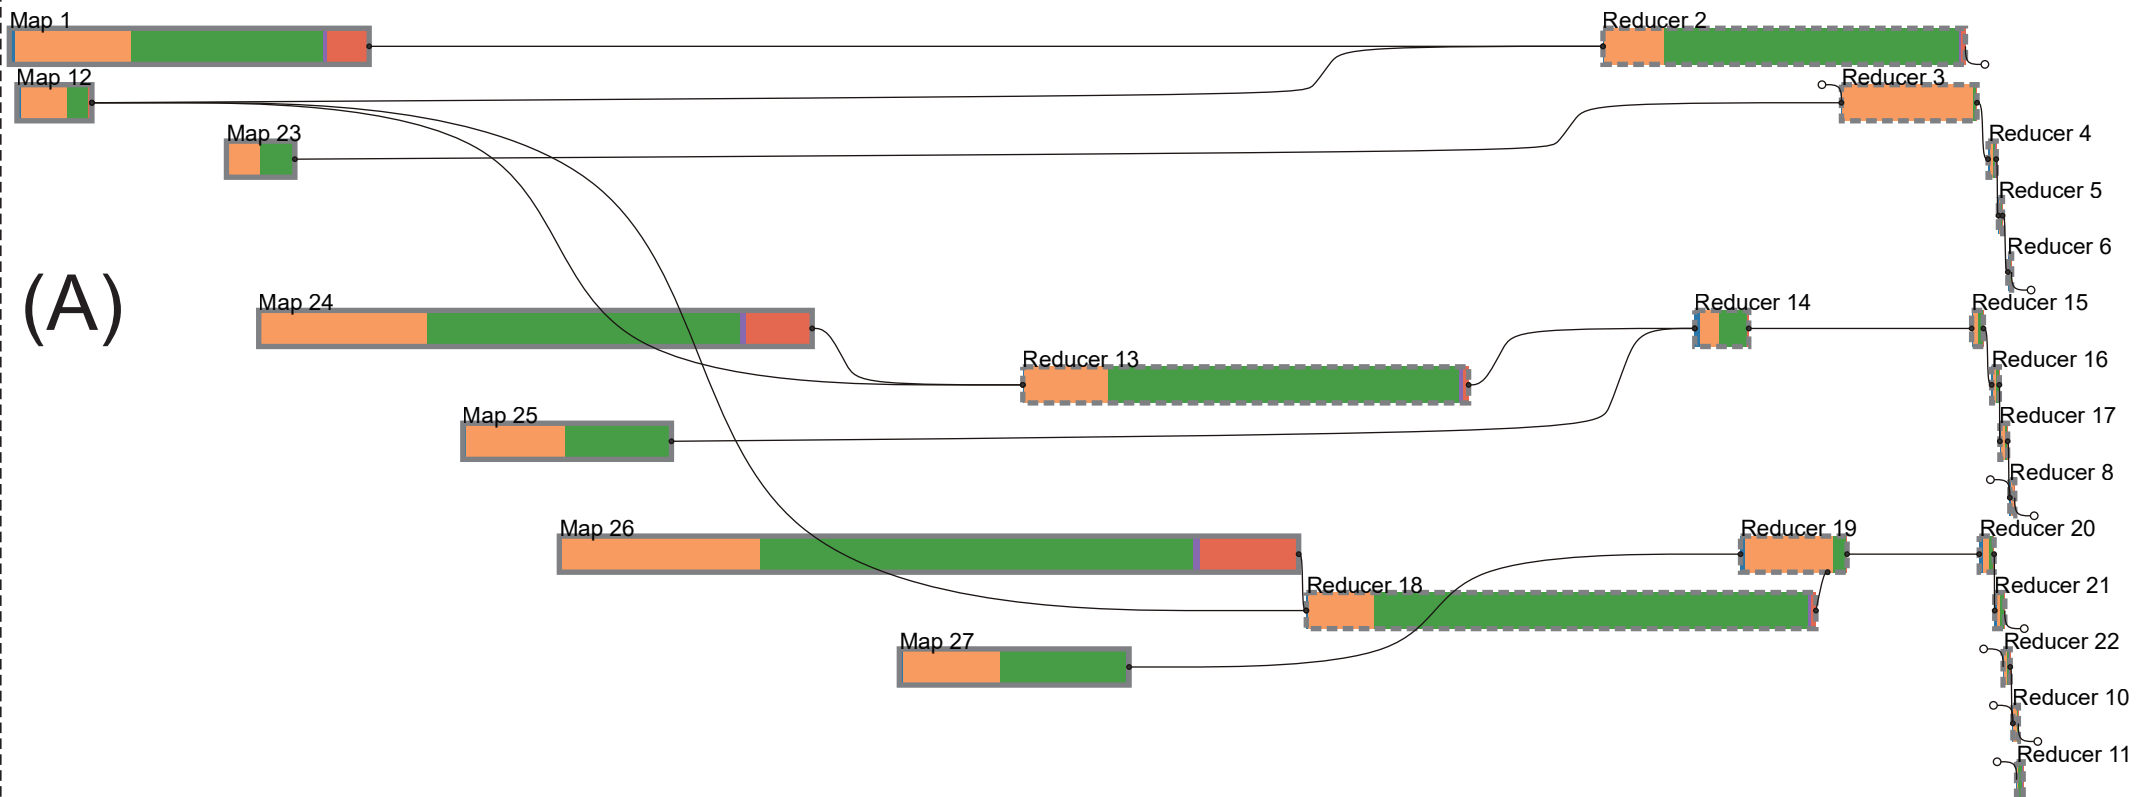 Map 1
Reducer 2
Map 12
Reducer 3
Map 23
Reducer 4
Reducer 5
Reducer 6
(A)
Map 24
Reducer 14
Reducer 15
Reducer 13
Reducer 16
Map 25
Reducer 17
Reducer 8
Map 26
Reducer 19
Reducer 20
Reducer 18
Reducer 21
Map 27
Reducer 22
Reducer 10
Reducer 11